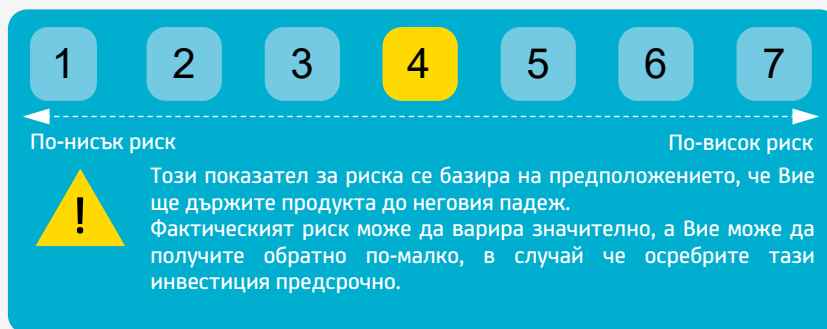 1 2 3 4 5 6 7
По-нисък риск По-висок риск
!
Този показател за риска се базира на предположението, че Вие
ще държите продукта до неговия падеж.
Фактическият риск може да варира значително, а Вие може да
получите обратно по-малко, в случай че осребрите тази
инвестиция предсрочно.